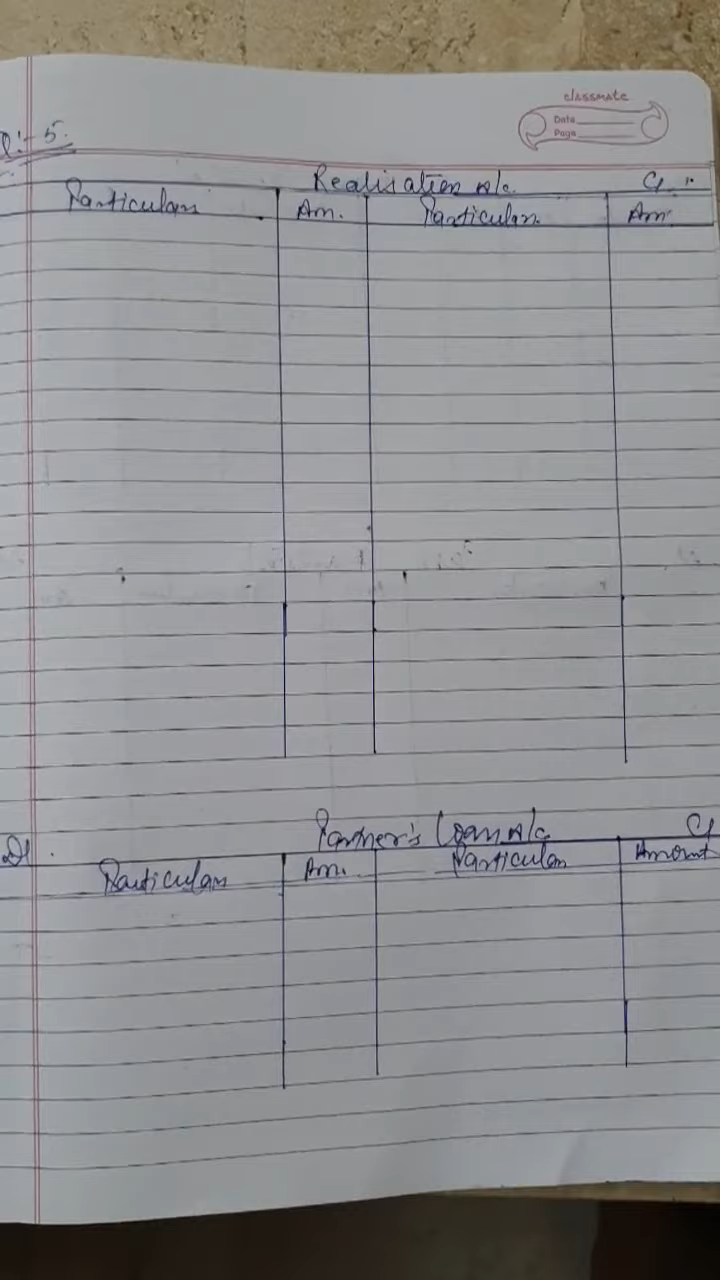 classmate
Date
Page
5.
Realisation A/c. Cr.
Particulars Am. Particulars Am.
Dr. Partner's Loan A/c Cr
Particulars Am. Particulars Amount